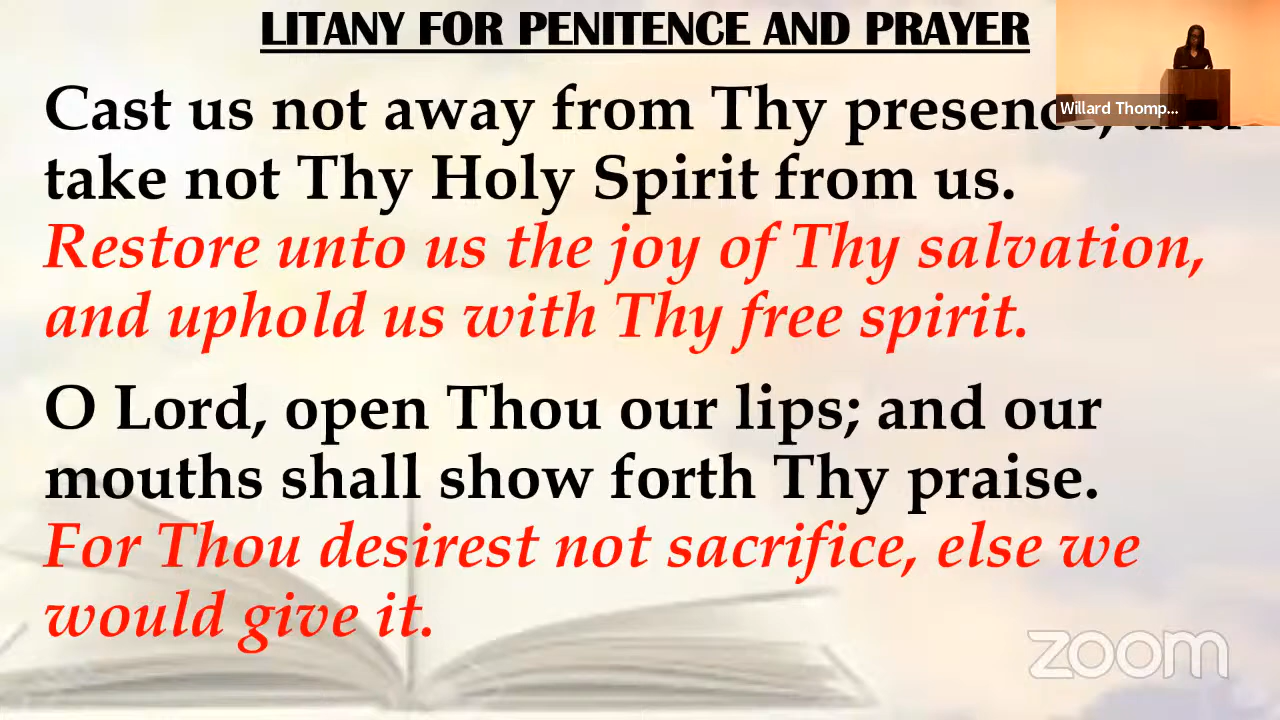 LITANY FOR PENITENCE AND PRAYER
Willard Thomp...
Cast us not away from Thy presence, and
take not Thy Holy Spirit from us.
Restore unto us the joy of Thy salvation,
and uphold us with Thy free spirit.
O Lord, open Thou our lips; and our
mouths shall show forth Thy praise.
For Thou desirest not sacrifice, else we
would give it.
zoom